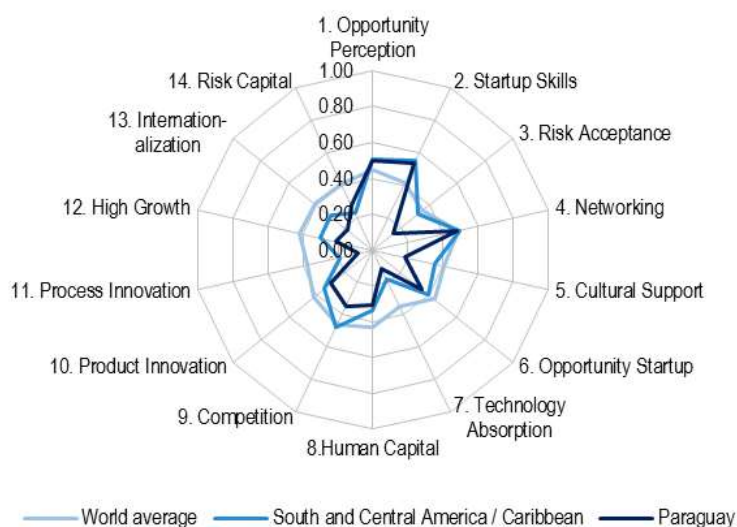 1. Opportunity
Perception
1.00
14. Risk Capital
2. Startup Skills
0.80
13. Internation-
alization
3. Risk Acceptance
0.60
0.40
12. High Growth
4. Networking
0.20
0.00
11. Process Innovation
5. Cultural Support
10. Product Innovation
6. Opportunity Startup
9. Competition
7. Technology
Absorption
8.Human Capital
World average
South and Central America / Caribbean
Paraguay